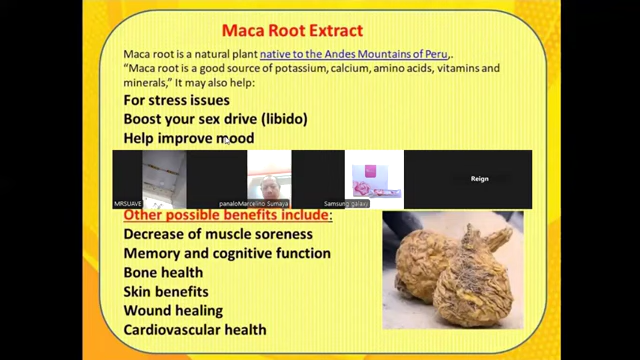 Maca Root Extract
Maca root is a natural plant native to the Andes Mountains of Peru,.
“Maca root is a good source of potassium, calcium, amino acids, vitamins and
minerals,” It may also help:
For stress issues
Boost your sex drive (libido)
Help improve mood
MRSUAVE
panaloMarcelino Sumaya
Samsung galaxy
Reign
Other possible benefits include:
Decrease of muscle soreness
Memory and cognitive function
Bone health
Skin benefits
Wound healing
Cardiovascular health